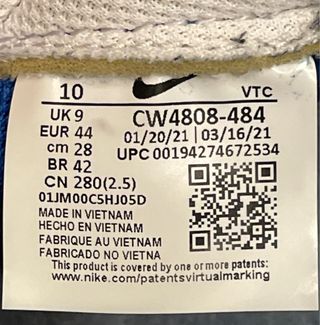 10 VTC
UK 9 CW4808-484
EUR 44 01/20/21 | 03/16/21
cm 28 UPC 00194274672534
BR 42
CN 280(2.5)
01JM00C5HJ05D
MADE IN VIETNAM
HECHO EN VIETNAM
FABRIQUE AU VIETNAM
FABRICADO NO VIETNA
This product is covered by one or more patents:
www.nike.com/patentsvirtualmarking